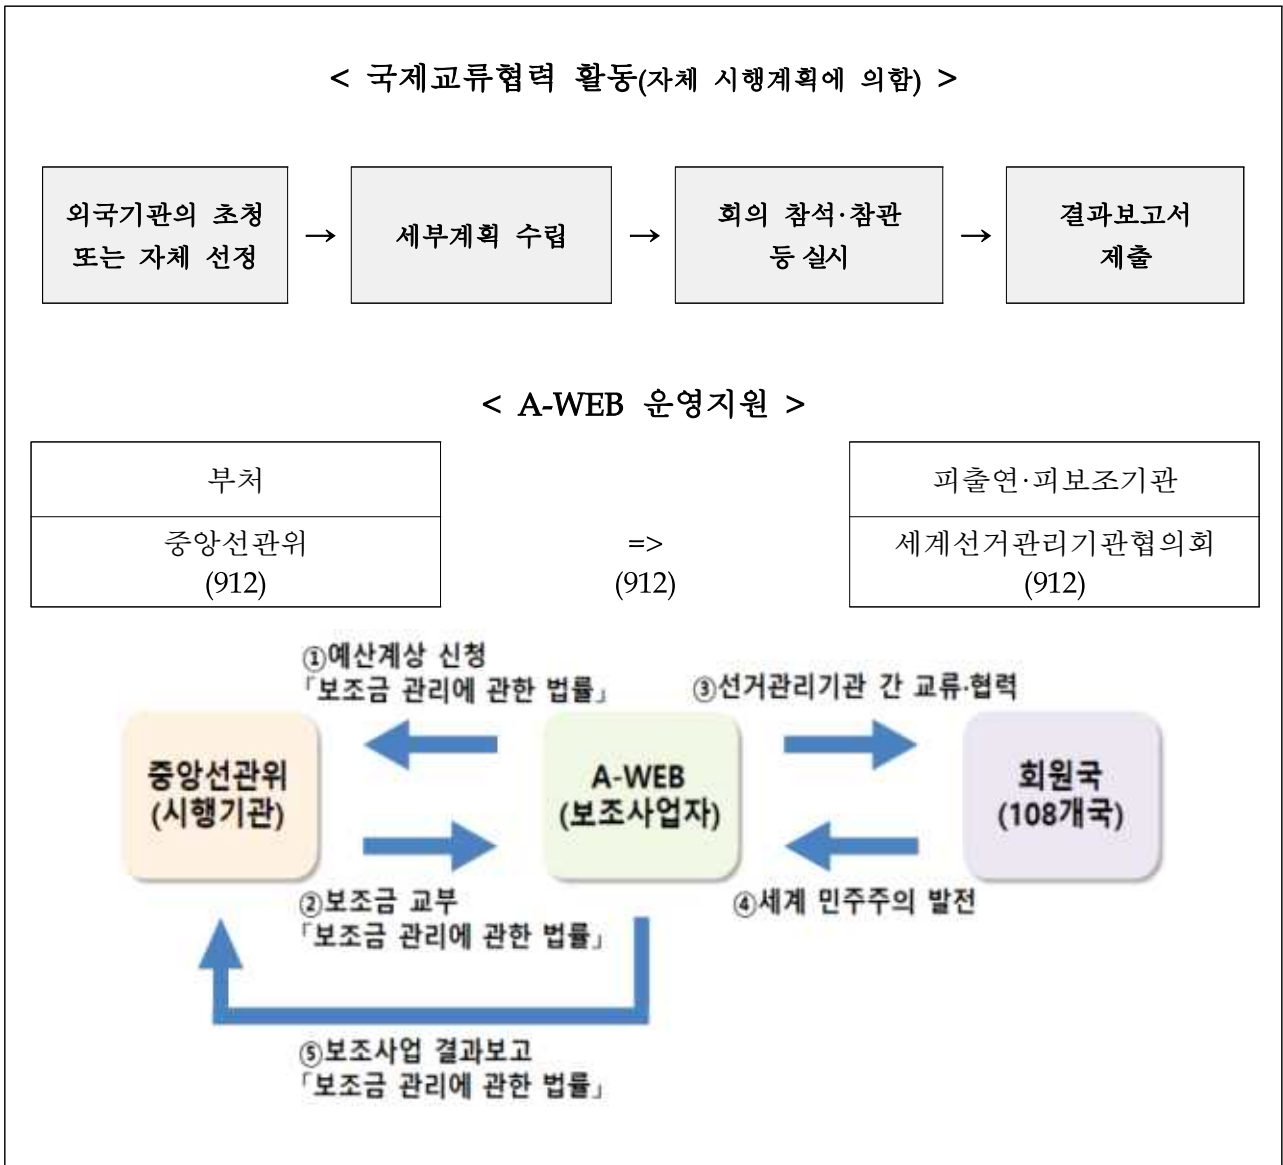 < 국제교류협력 활동(자체 시행계획에 의함) >
외국기관의 초청
또는 자체 선정
→
세부계획 수립
→
회의 참석·참관
등 실시
→
결과보고서
제출
< A-WEB 운영지원 >
부처
피출연·피보조기관
중앙선관위
(912)
=>
(912)
세계선거관리기관협의회
(912)
①예산계상 신청
「보조금 관리에 관한 법률」
③선거관리기관 간 교류·협력
중앙선관위
(시행기관)
A-WEB
(보조사업자)
회원국
(108개국)
②보조금 교부
「보조금 관리에 관한 법률」
④세계 민주주의 발전
⑤보조사업 결과보고
「보조금 관리에 관한 법률」